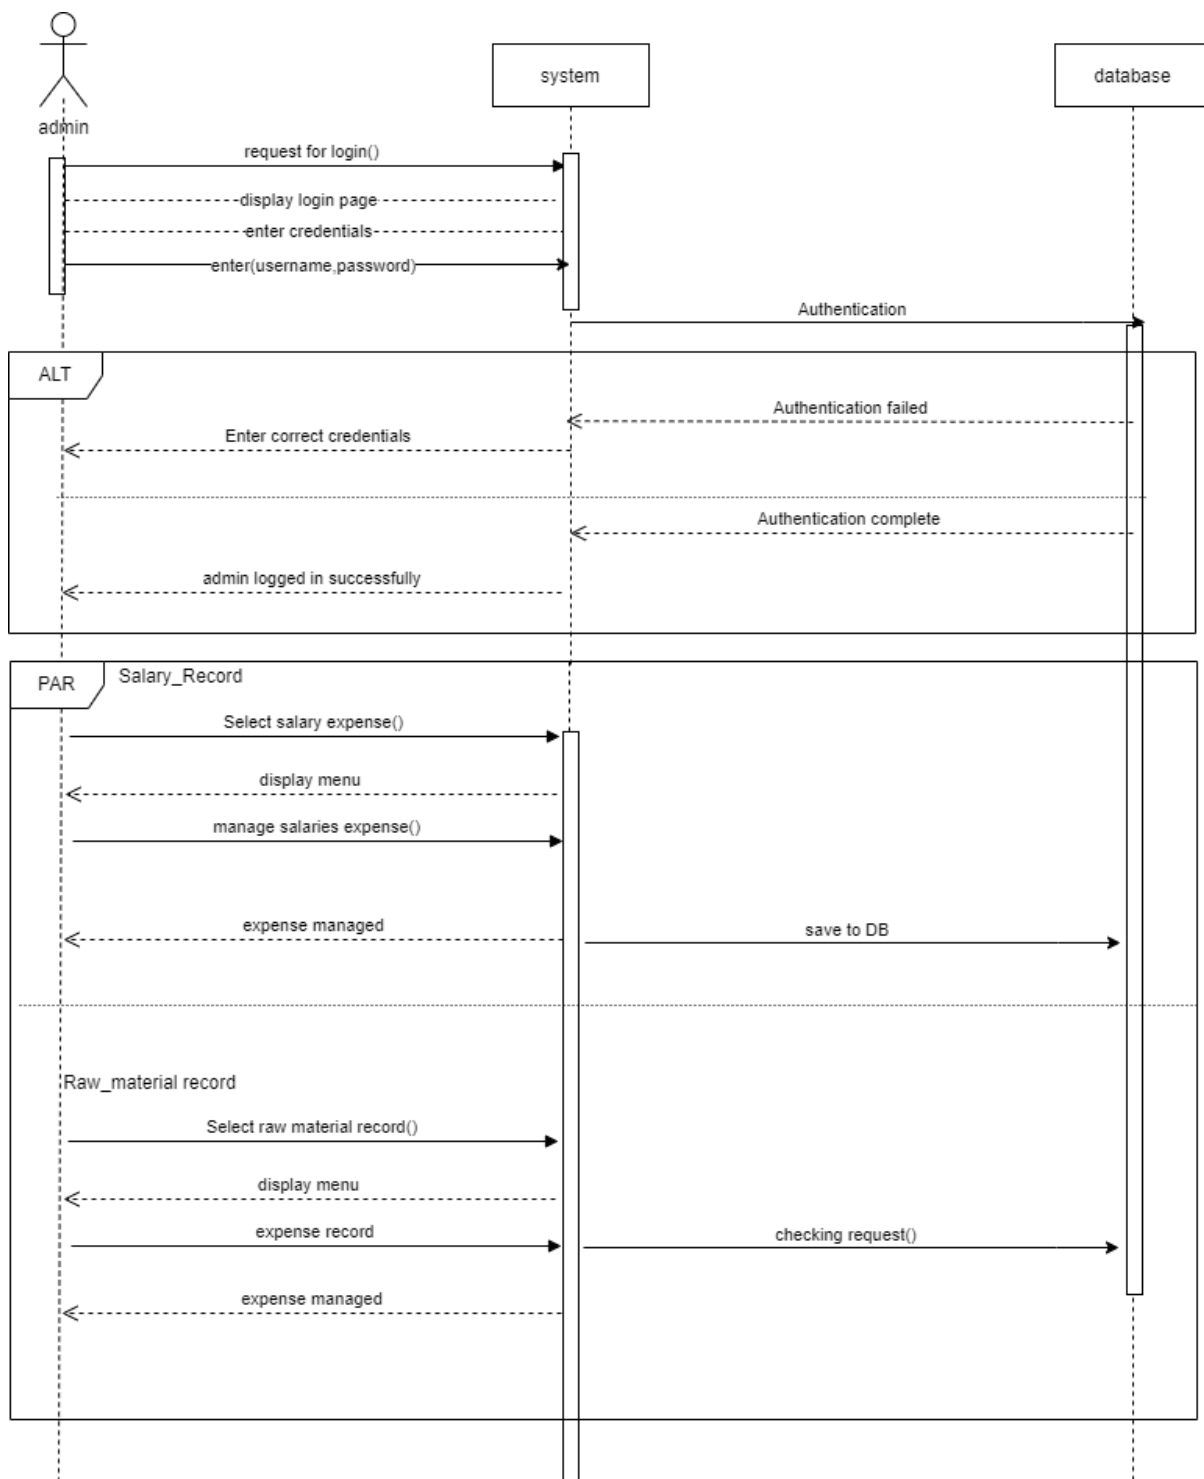 system
database
admin
request for login()
display login page
enter credentials
enter(username,password)
Authentication
ALT
Authentication failed
Enter correct credentials
Authentication complete
admin logged in successfully
PAR
Salary_Record
Select salary expense()
display menu
manage salaries expense()
expense managed
save to DB
Raw_material record
Select raw material record()
display menu
expense record
checking request()
expense managed